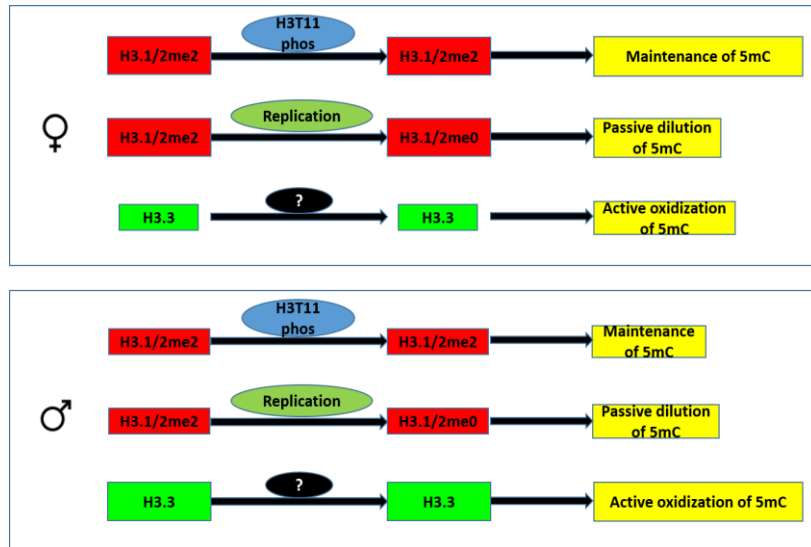 H3T11
phos
H3.1/2me2
H3.1/2me2
Maintenance of 5mC
♀
Replication
H3.1/2me2
H3.1/2me0
Passive dilution
of 5mC
?
H3.3
H3.3
Active oxidization
of 5mC
H3T11
phos
H3.1/2me2
H3.1/2me2
Maintenance
of 5mC
♂
Replication
H3.1/2me2
H3.1/2me0
Passive dilution
of 5mC
?
H3.3
H3.3
Active oxidization of 5mC